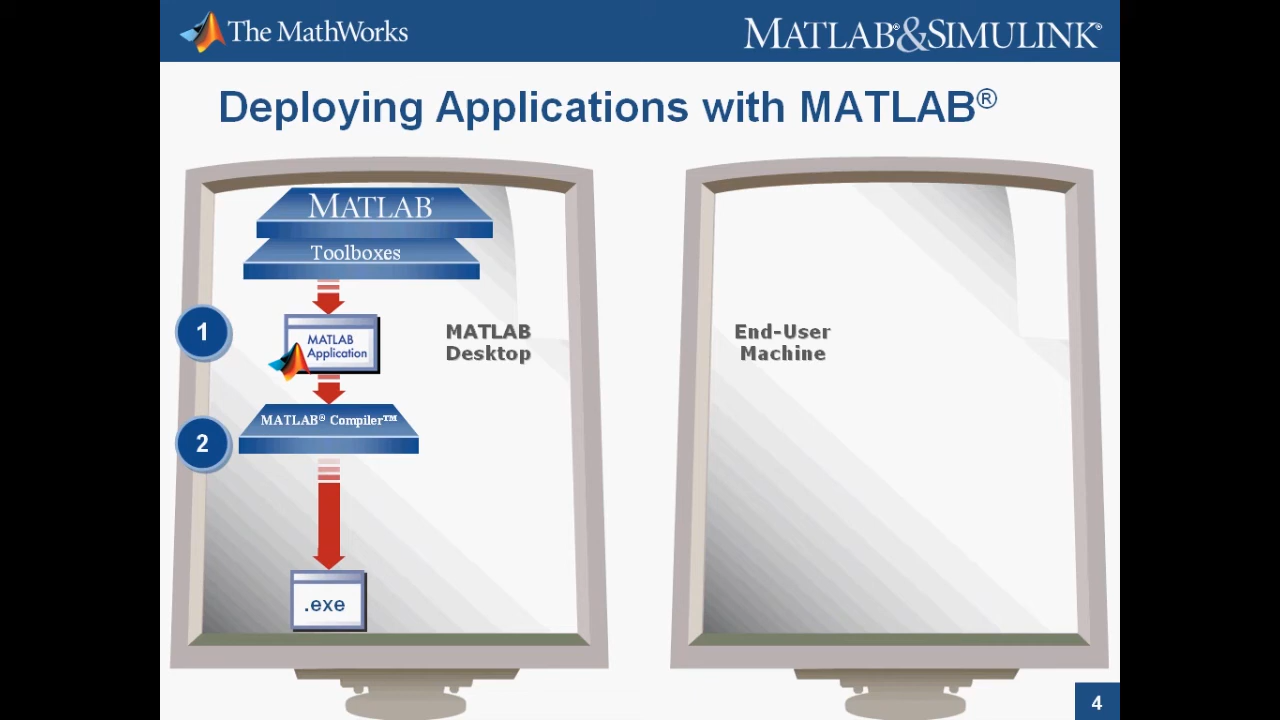 The MathWorks
MATLAB®&SIMULINK®
Deploying Applications with MATLAB®
MATLAB
Toolboxes
1
MATLAB
Application
MATLAB
Desktop
End-User
Machine
2
MATLAB® Compiler™
.exe
4